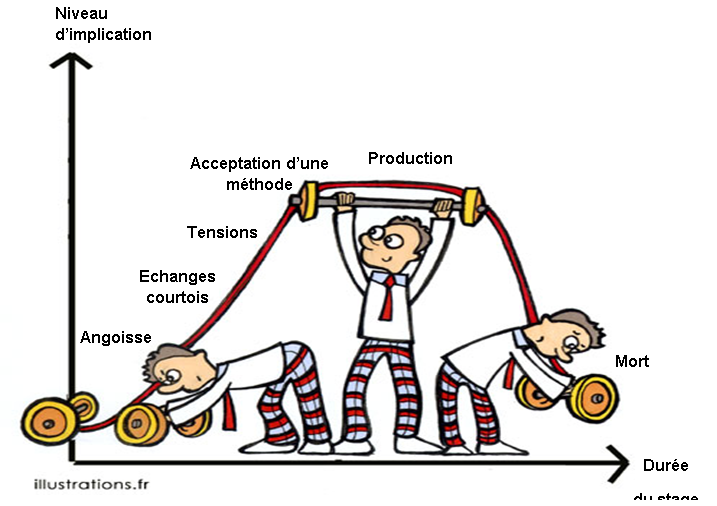 Niveau
d'implication
Acceptation d'une
méthode
Production
Tensions
Echanges
courtois
Angoisse
Mort
Durée
du stage
illustrations.fr